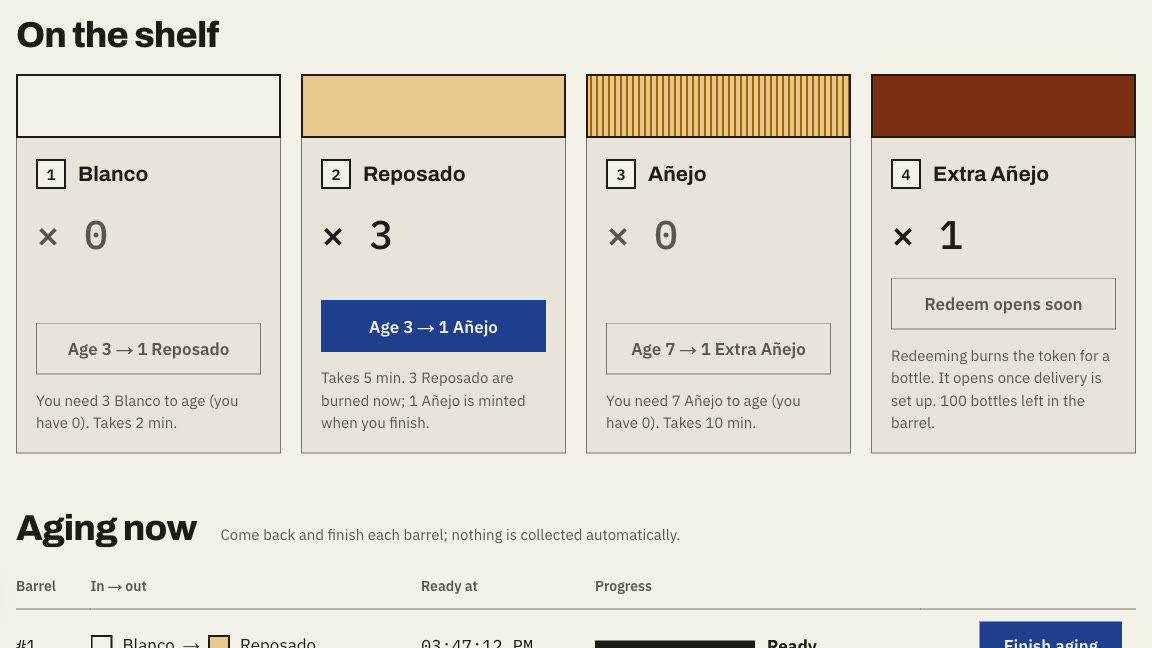 On the shelf
1 Blanco
× 0
Age 3 → 1 Reposado
You need 3 Blanco to age (you
have 0). Takes 2 min.
2 Reposado
× 3
Age 3 → 1 Añejo
Takes 5 min. 3 Reposado are
burned now; 1 Añejo is minted
when you finish.
3 Añejo
× 0
Age 7 → 1 Extra Añejo
You need 7 Añejo to age (you
have 0). Takes 10 min.
4 Extra Añejo
× 1
Redeem opens soon
Redeeming burns the token for a
bottle. It opens once delivery is
set up. 100 bottles left in the
barrel.
Aging now Come back and finish each barrel; nothing is collected automatically.
Barrel In → out Ready at Progress
#1 Blanco → Reposado 03:47:12 PM Ready Finish aging